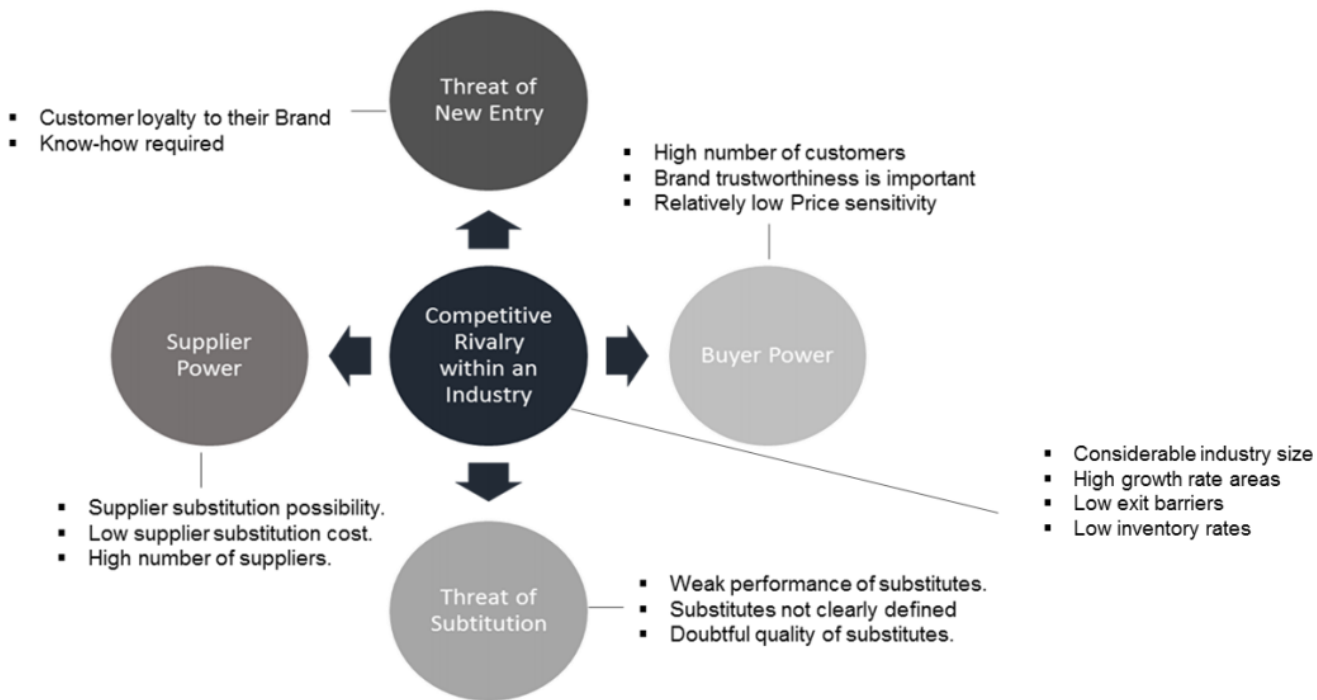 Threat of
New Entry
▪ Customer loyalty to their Brand
▪ Know-how required
▪ High number of customers
▪ Brand trustworthiness is important
▪ Relatively low Price sensitivity
Supplier
Power
Competitive
Rivalry
within an
Industry
Buyer Power
▪ Considerable industry size
▪ High growth rate areas
▪ Low exit barriers
▪ Low inventory rates
▪ Supplier substitution possibility.
▪ Low supplier substitution cost.
▪ High number of suppliers.
Threat of
Subtitution
▪ Weak performance of substitutes.
▪ Substitutes not clearly defined
▪ Doubtful quality of substitutes.